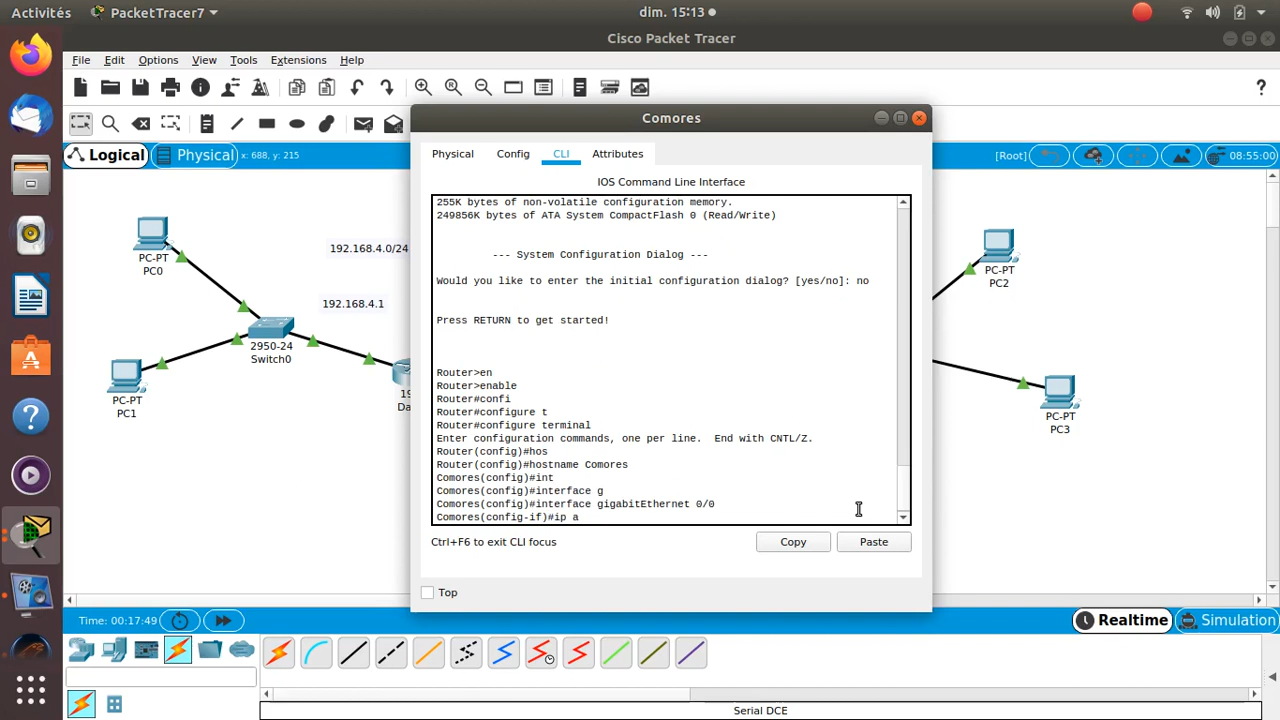 Activités PacketTracer7 dim. 15:13
Cisco Packet Tracer
File Edit Options View Tools Extensions Help
Comores
Logical Physical x: 688, y: 215 [Root] 08:55:00
Physical Config CLI Attributes
IOS Command Line Interface
255K bytes of non-volatile configuration memory.
249856K bytes of ATA System CompactFlash 0 (Read/Write)
--- System Configuration Dialog ---
Would you like to enter the initial configuration dialog? [yes/no]: no
Press RETURN to get started!
Router>en
Router>enable
Router#confi
Router#configure t
Router#configure terminal
Enter configuration commands, one per line. End with CNTL/Z.
Router(config)#hos
Router(config)#hostname Comores
Comores(config)#int
Comores(config)#interface g
Comores(config)#interface gigabitEthernet 0/0
Comores(config-if)#ip a
Ctrl+F6 to exit CLI focus
Copy Paste
Top
PC-PT
PC0
192.168.4.0/24
192.168.4.1
2950-24
Switch0
PC-PT
PC1
19
Da
PC-PT
PC2
PC-PT
PC3
Time: 00:17:49 Realtime Simulation
Serial DCE